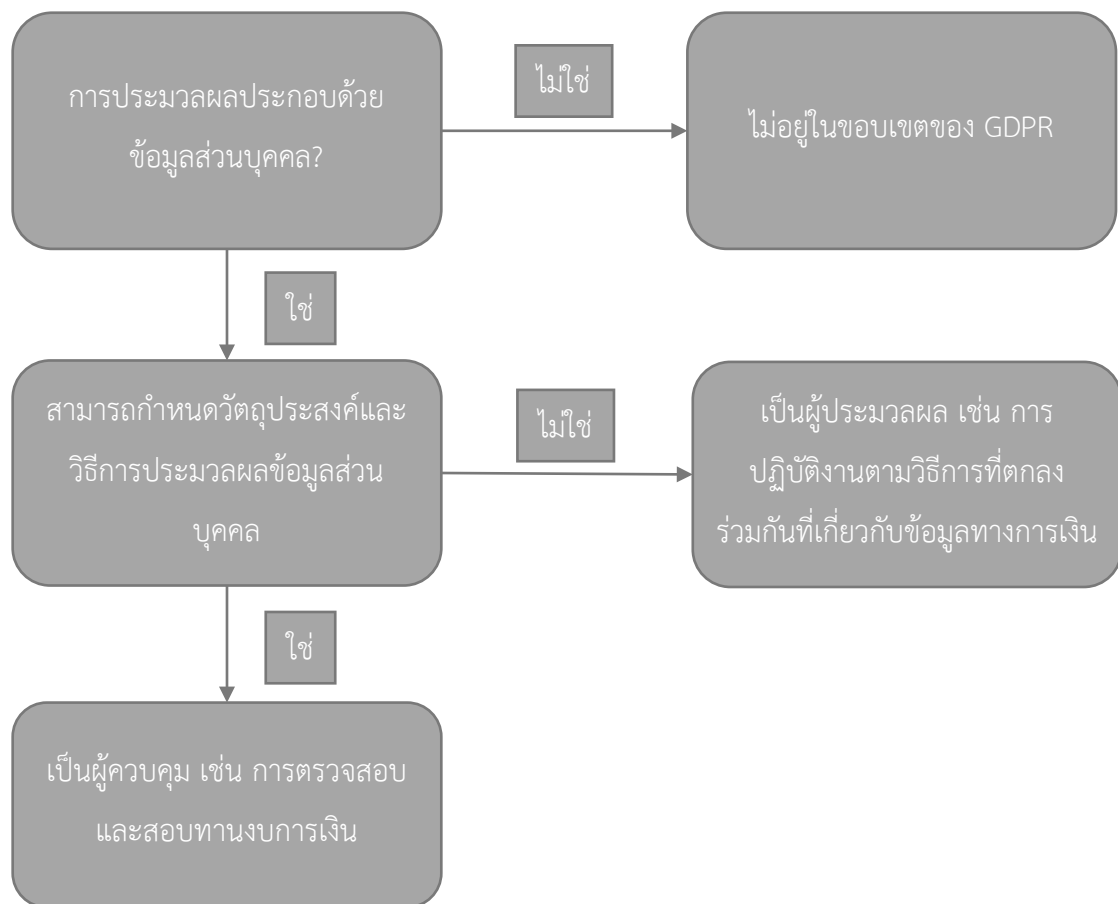 การประมวลผลประกอบด้วย
ข้อมูลส่วนบุคคล?
ไม่ใช่
ไม่อยู่ในขอบเขตของ GDPR
ใช่
สามารถกำหนดวัตถุประสงค์และ
วิธีการประมวลผลข้อมูลส่วน
บุคคล
ไม่ใช่
เป็นผู้ประมวลผล เช่น การ
ปฏิบัติงานตามวิธีการที่ตกลง
ร่วมกันที่เกี่ยวกับข้อมูลทางการเงิน
ใช่
เป็นผู้ควบคุม เช่น การตรวจสอบ
และสอบทานงบการเงิน